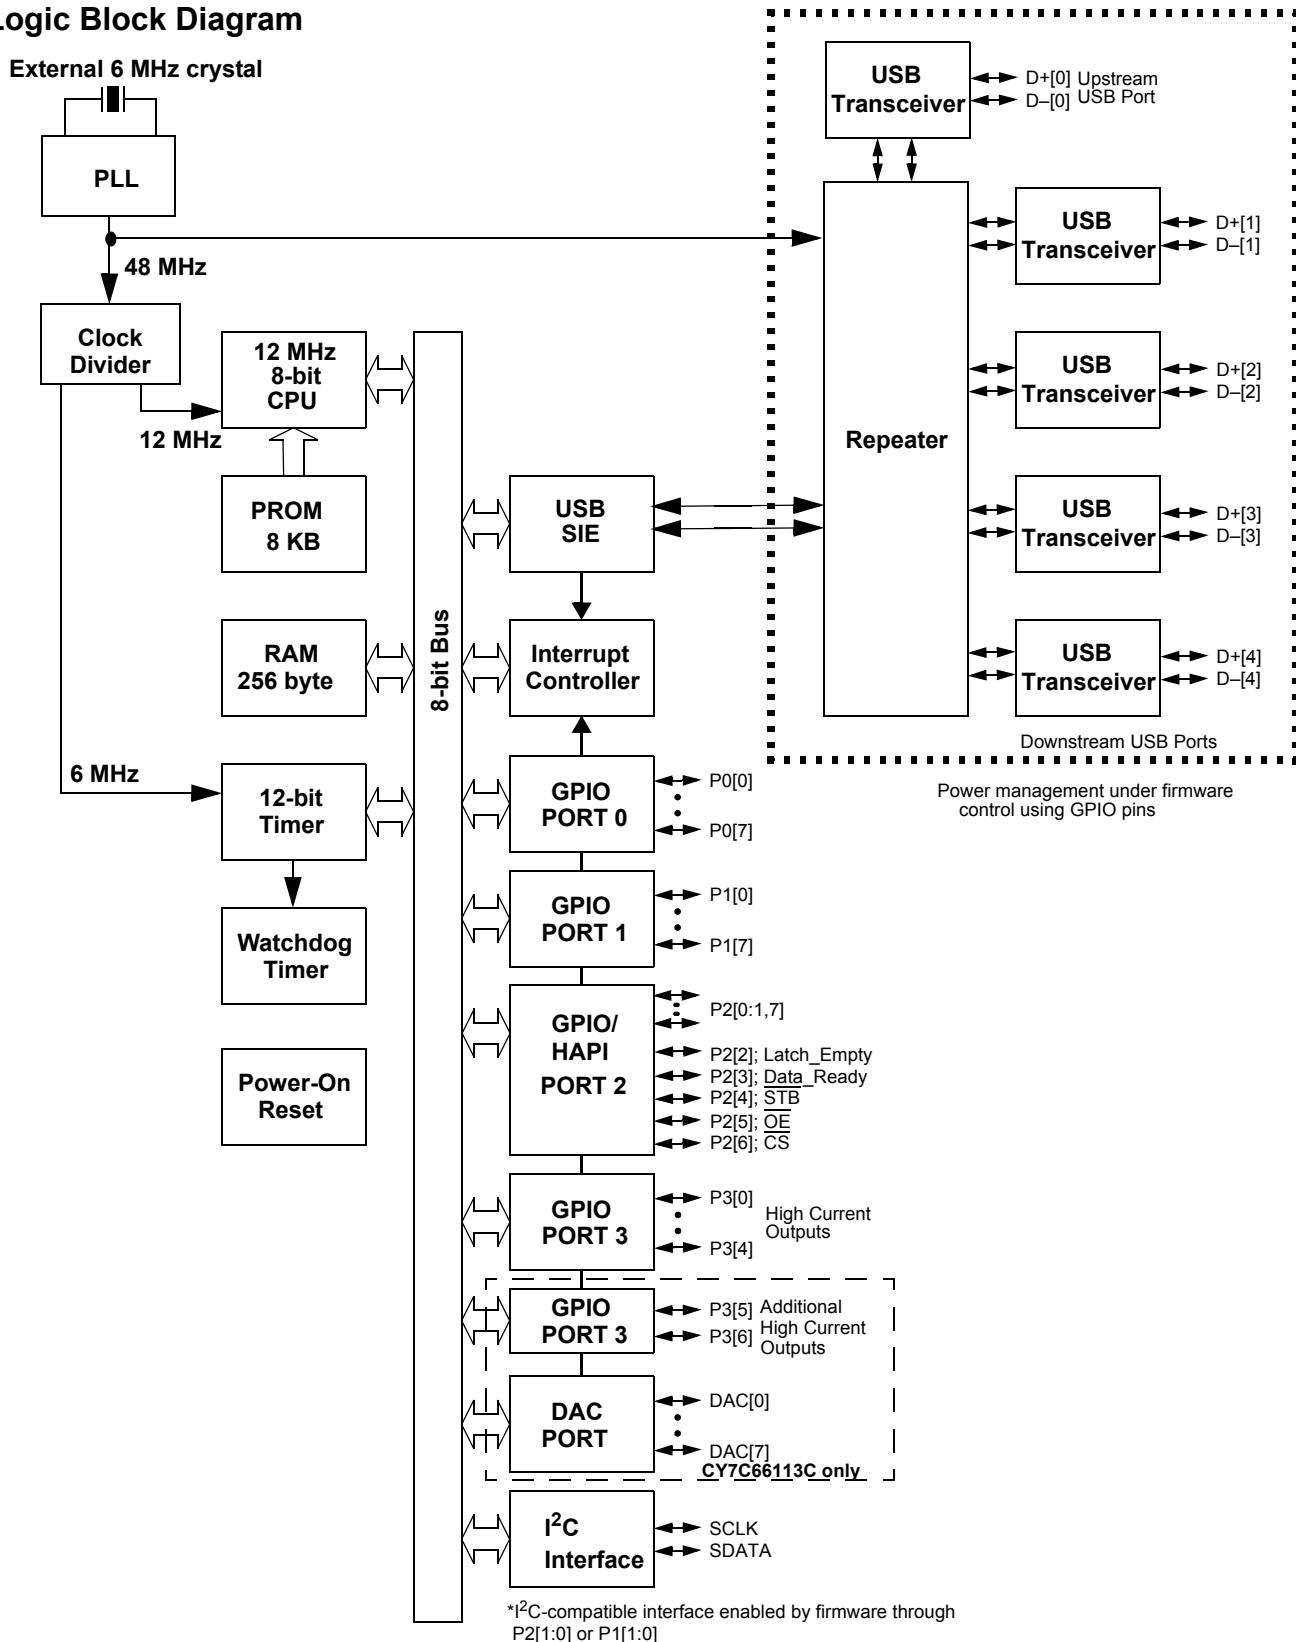 Logic Block Diagram
External 6 MHz crystal
PLL
48 MHz
Clock
Divider
12 MHz
8-bit
CPU
12 MHz
PROM
8 KB
RAM
256 byte
6 MHz
12-bit
Timer
Watchdog
Timer
Power-On
Reset
8-bit Bus
USB
Transceiver
D+[0] Upstream
D–[0] USB Port
Repeater
USB
Transceiver
D+[1]
D–[1]
USB
Transceiver
D+[2]
D–[2]
USB
Transceiver
D+[3]
D–[3]
USB
Transceiver
D+[4]
D–[4]
Downstream USB Ports
Power management under firmware
control using GPIO pins
USB
SIE
Interrupt
Controller
GPIO
PORT 0
P0[0]
P0[7]
GPIO
PORT 1
P1[0]
P1[7]
GPIO/
HAPI
PORT 2
P2[0:1,7]
P2[2]; Latch_Empty
P2[3]; Data_Ready
P2[4]; STB
P2[5]; OE
P2[6]; CS
GPIO
PORT 3
P3[0]
P3[4]
High Current
Outputs
GPIO
PORT 3
P3[5] Additional
P3[6] High Current
Outputs
DAC
PORT
DAC[0]
DAC[7]
CY7C66113C only
I2C
Interface
SCLK
SDATA
*I2C-compatible interface enabled by firmware through
P2[1:0] or P1[1:0]